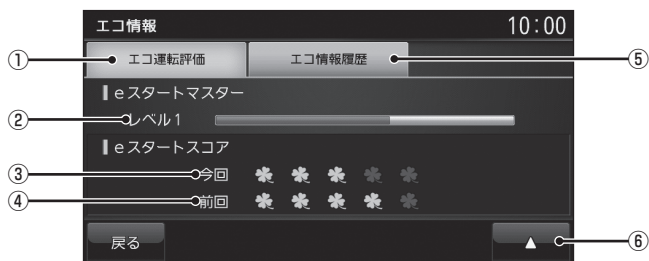 エコ情報 10:00
① エコ運転評価 エコ情報履歴 ⑤
eスタートマスター
② レベル1
eスタートスコア
③ 今回
④ 前回
戻る ▲ ⑥